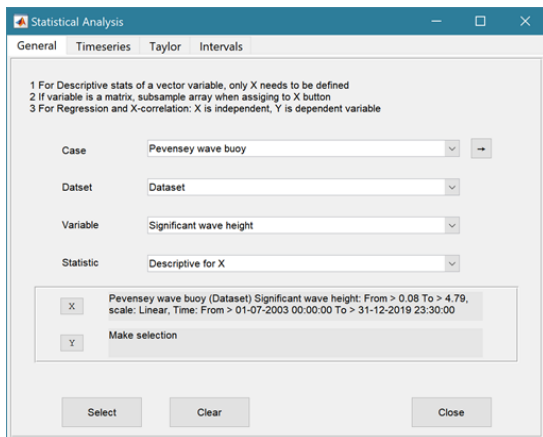 Statistical Analysis
General Timeseries Taylor Intervals
1 For Descriptive stats of a vector variable, only X needs to be defined
2 If variable is a matrix, subsample array when assiging to X button
3 For Regression and X-correlation: X is independent, Y is dependent variable
Case Pevensey wave buoy →
Datset Dataset
Variable Significant wave height
Statistic Descriptive for X
X Pevensey wave buoy (Dataset) Significant wave height: From > 0.08 To > 4.79,
scale: Linear, Time: From > 01-07-2003 00:00:00 To > 31-12-2019 23:30:00
Y Make selection
Select Clear Close